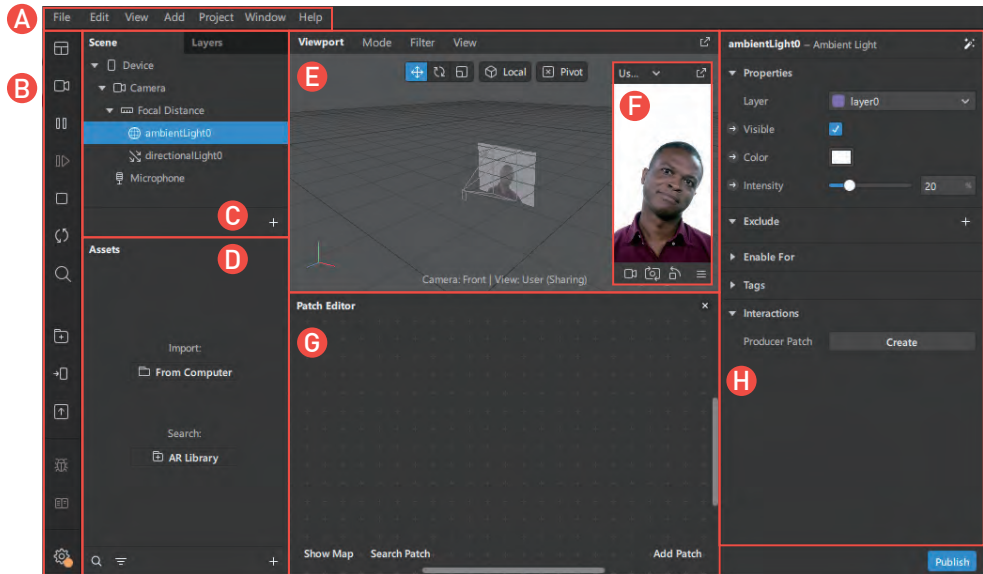 A
File Edit View Add Project Window Help
B
Scene Layers
Device
Camera
Focal Distance
ambientLight0
directionalLight0
Microphone
C
+
Assets
D
Import:
From Computer
Search:
AR Library
+
Viewport Mode Filter View
E
Local Pivot
Camera: Front | View: User (Sharing)
Us...
F
Patch Editor
G
Show Map Search Patch Add Patch
ambientLight0 – Ambient Light
Properties
Layer layer0
Visible
Color
Intensity 20 %
Exclude +
Enable For
Tags
Interactions
Producer Patch Create
H
Publish